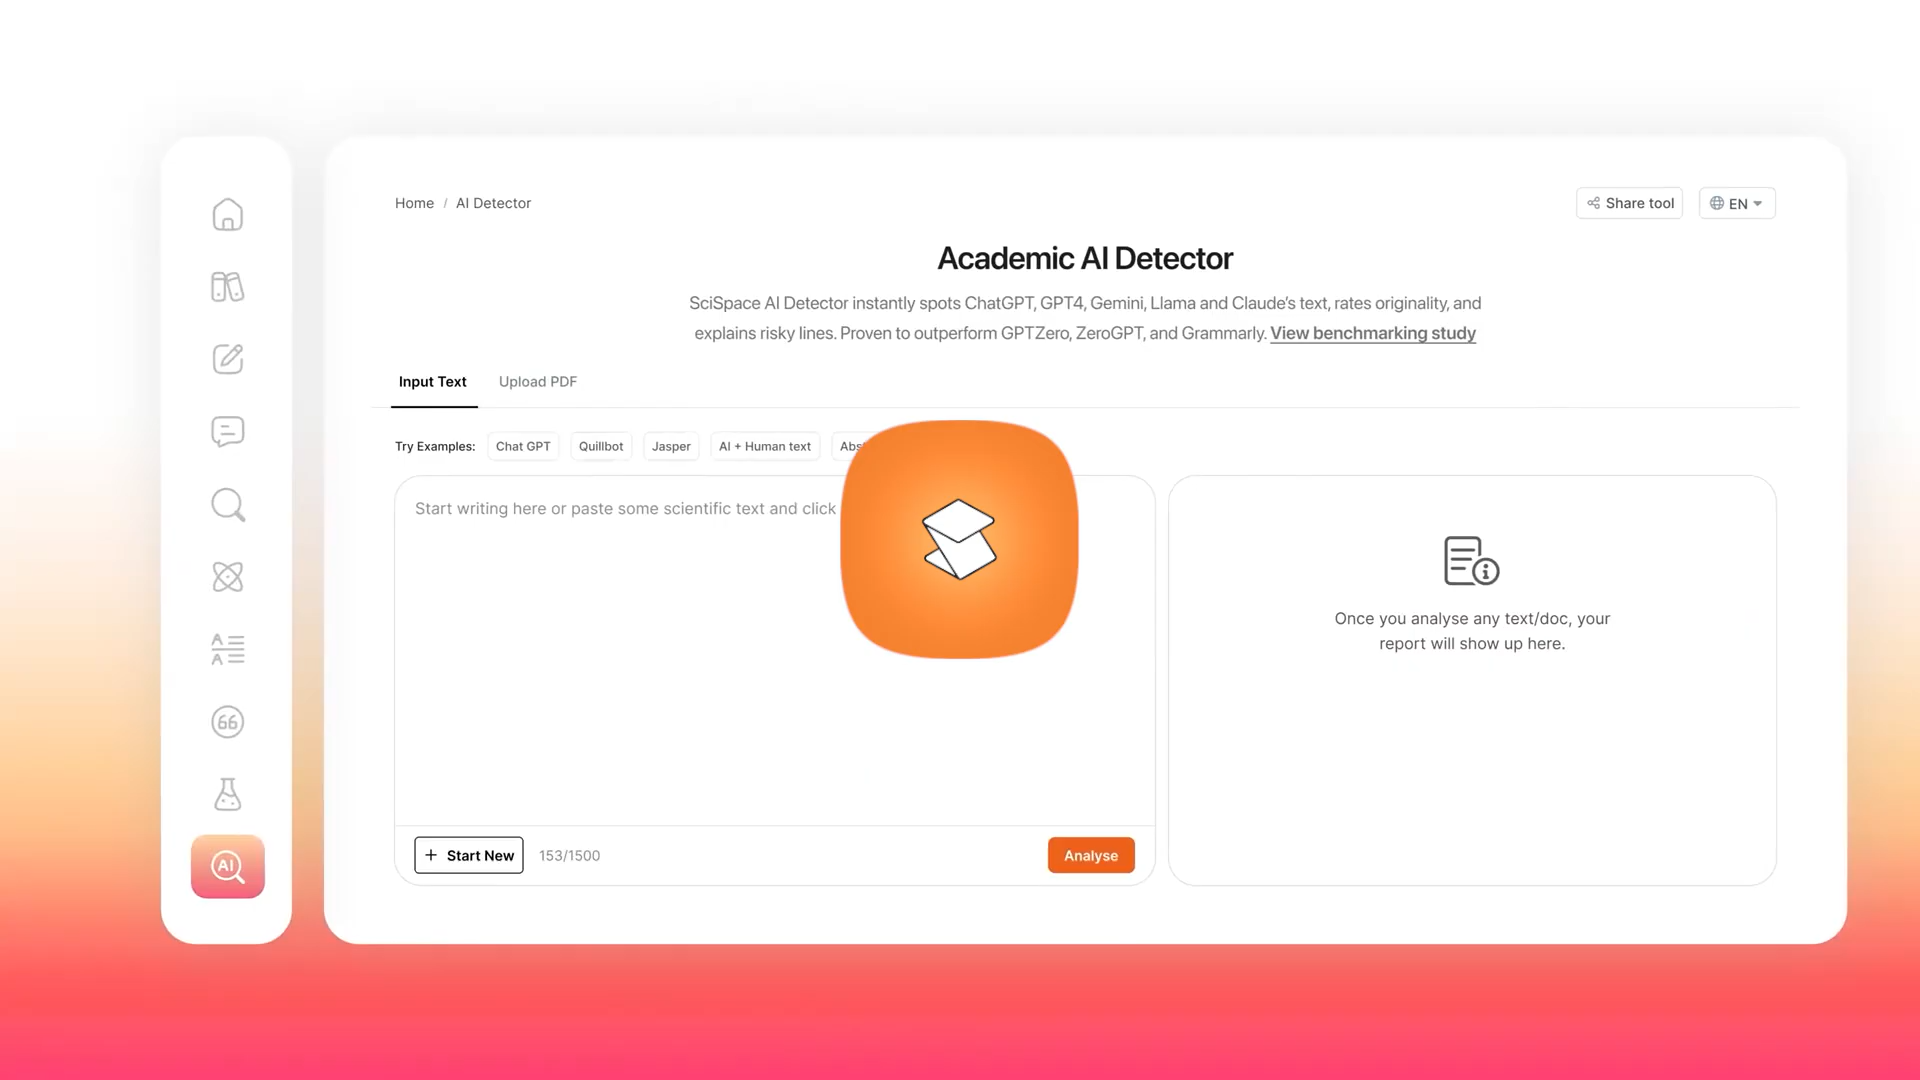 Home / AI Detector
Share tool
EN
Academic AI Detector
SciSpace AI Detector instantly spots ChatGPT, GPT4, Gemini, Llama and Claude's text, rates originality, and
explains risky lines. Proven to outperform GPTZero, ZeroGPT, and Grammarly. View benchmarking study
Input Text
Upload PDF
Try Examples:
Chat GPT
Quillbot
Jasper
AI + Human text
Start writing here or paste some scientific text and click
Once you analyse any text/doc, your
report will show up here.
A
A
66
AI
+ Start New
153/1500
Analyse